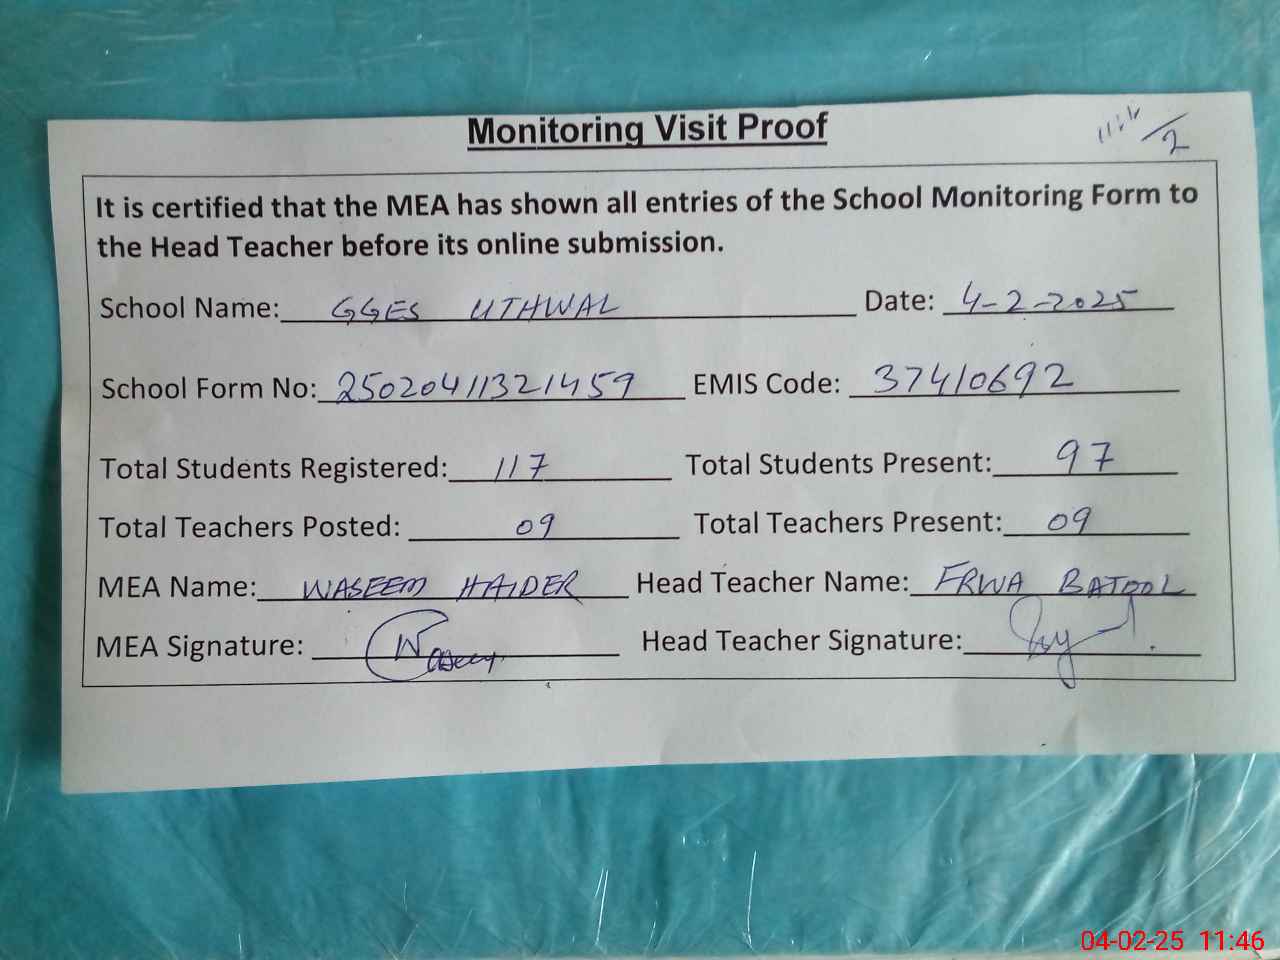 Monitoring Visit Proof
2
It is certified that the MEA has shown all entries of the School Monitoring Form to
the Head Teacher before its online submission.
School Name: GGES UTHWAL Date: 4-2-2025
School Form No: 25020411321459 EMIS Code: 37410692
Total Students Registered: 117 Total Students Present: 97
Total Teachers Posted: 09 Total Teachers Present: 09
MEA Name: WASEEM HAIDER Head Teacher Name: FRWA BATOOL
MEA Signature: Head Teacher Signature:
04-02-25 11:46